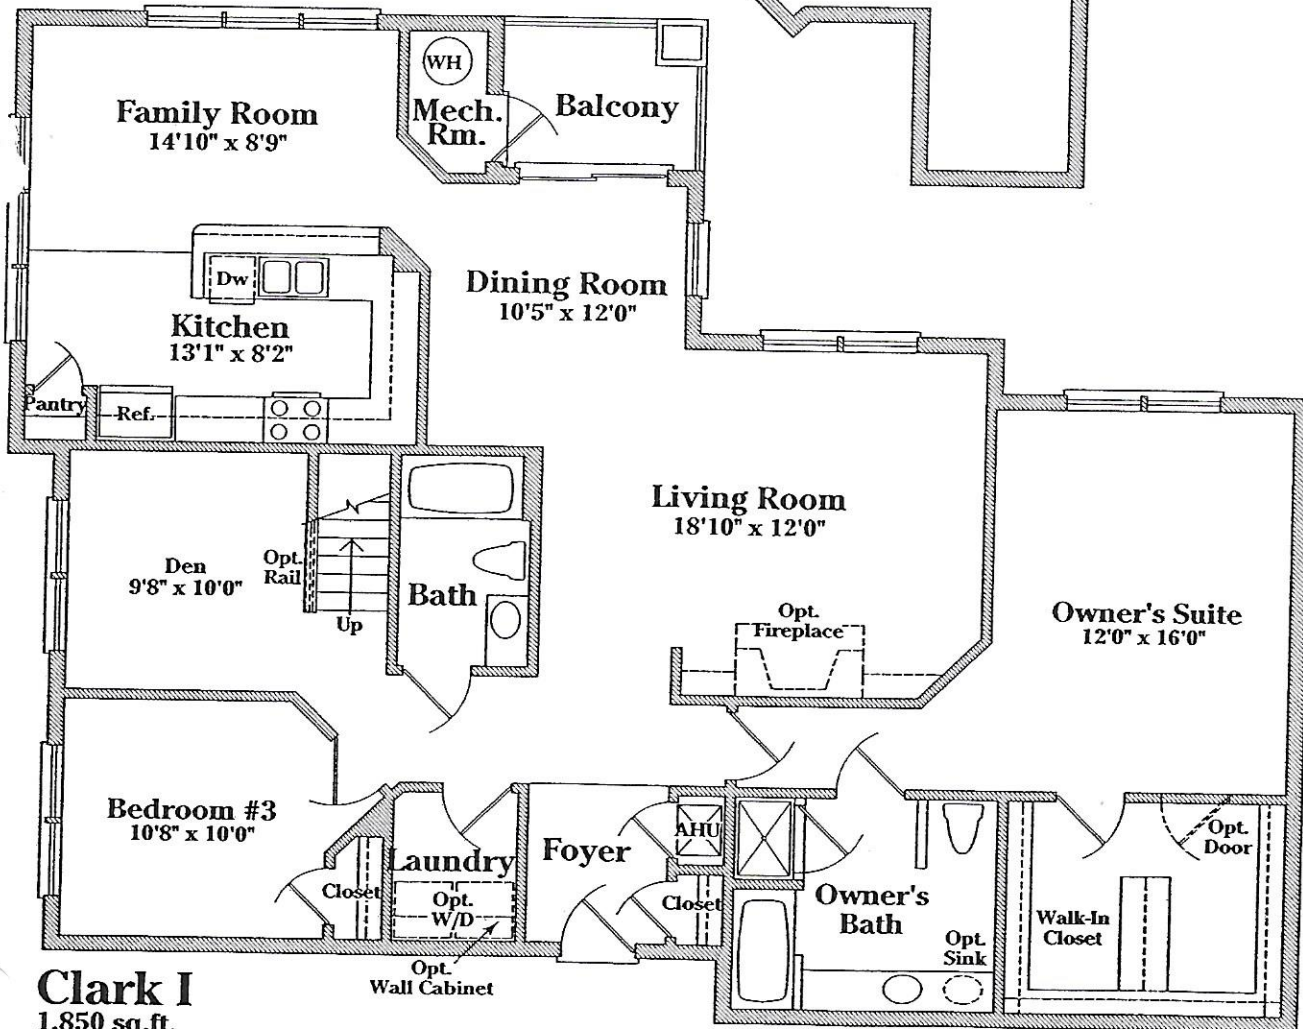 WH
Family Room
14'10" x 8'9"
Mech.
Rm.
Balcony
Dw
Dining Room
10'5" x 12'0"
Kitchen
13'1" x 8'2"
Pantry
Ref.
Living Room
18'10" x 12'0"
Den
9'8" x 10'0"
Opt.
Rail
Up
Bath
Opt.
Fireplace
Owner's Suite
12'0" x 16'0"
Bedroom #3
10'8" x 10'0"
Closet
Laundry
Opt.
W/D
Foyer
AHU
Closet
Owner's
Bath
Opt.
Sink
Walk-In
Closet
Opt.
Door
Opt.
Wall Cabinet
Clark I
1,850 sq.ft.